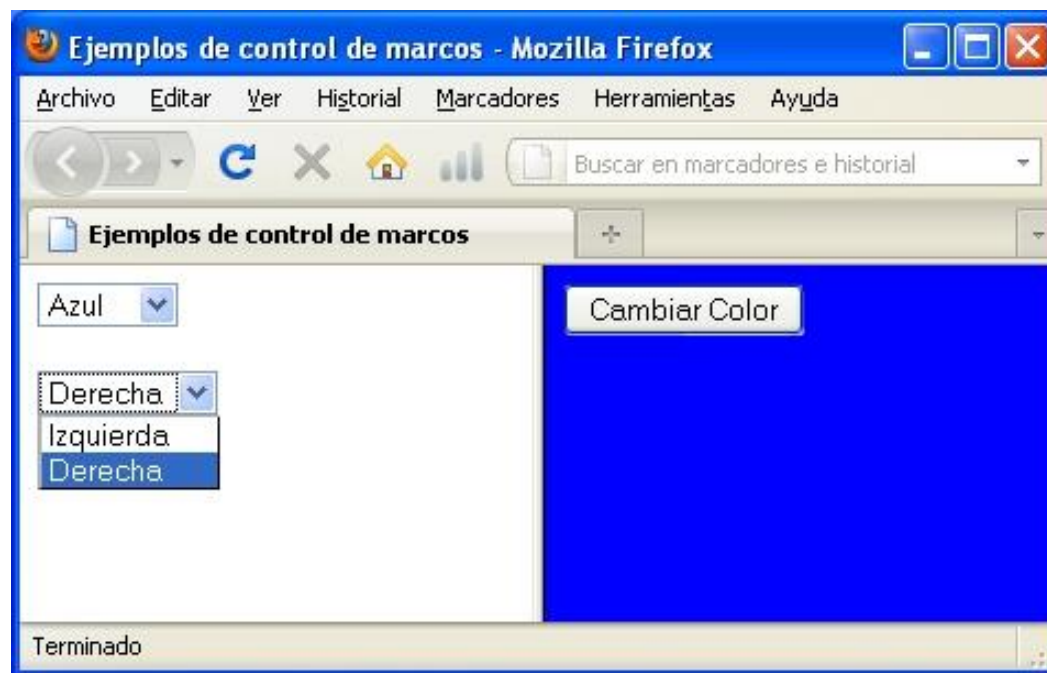 Ejemplos de control de marcos - Mozilla Firefox
Archivo Editar Ver Historial Marcadores Herramientas Ayuda
Buscar en marcadores e historial
Ejemplos de control de marcos
Azul
Cambiar Color
Derecha
Izquierda
Derecha
Terminado